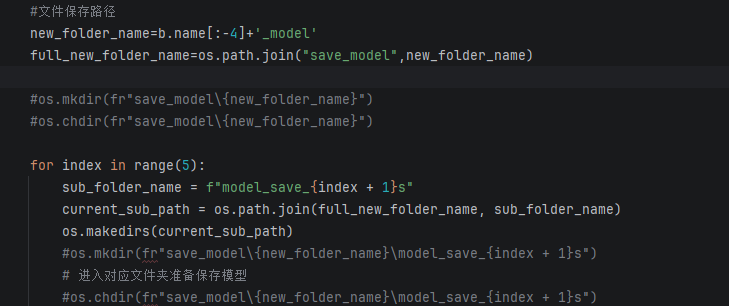 #文件保存路径
new_folder_name=b.name[:-4]+'_model'
full_new_folder_name=os.path.join("save_model",new_folder_name)
#os.mkdir(fr"save_model\{new_folder_name}")
#os.chdir(fr"save_model\{new_folder_name}")
for index in range(5):
sub_folder_name = f"model_save_{index + 1}s"
current_sub_path = os.path.join(full_new_folder_name, sub_folder_name)
os.makedirs(current_sub_path)
#os.mkdir(fr"save_model\{new_folder_name}\model_save_{index + 1}s")
# 进入对应文件夹准备保存模型
#os.chdir(fr"save_model\{new_folder_name}\model_save_{index + 1}s")